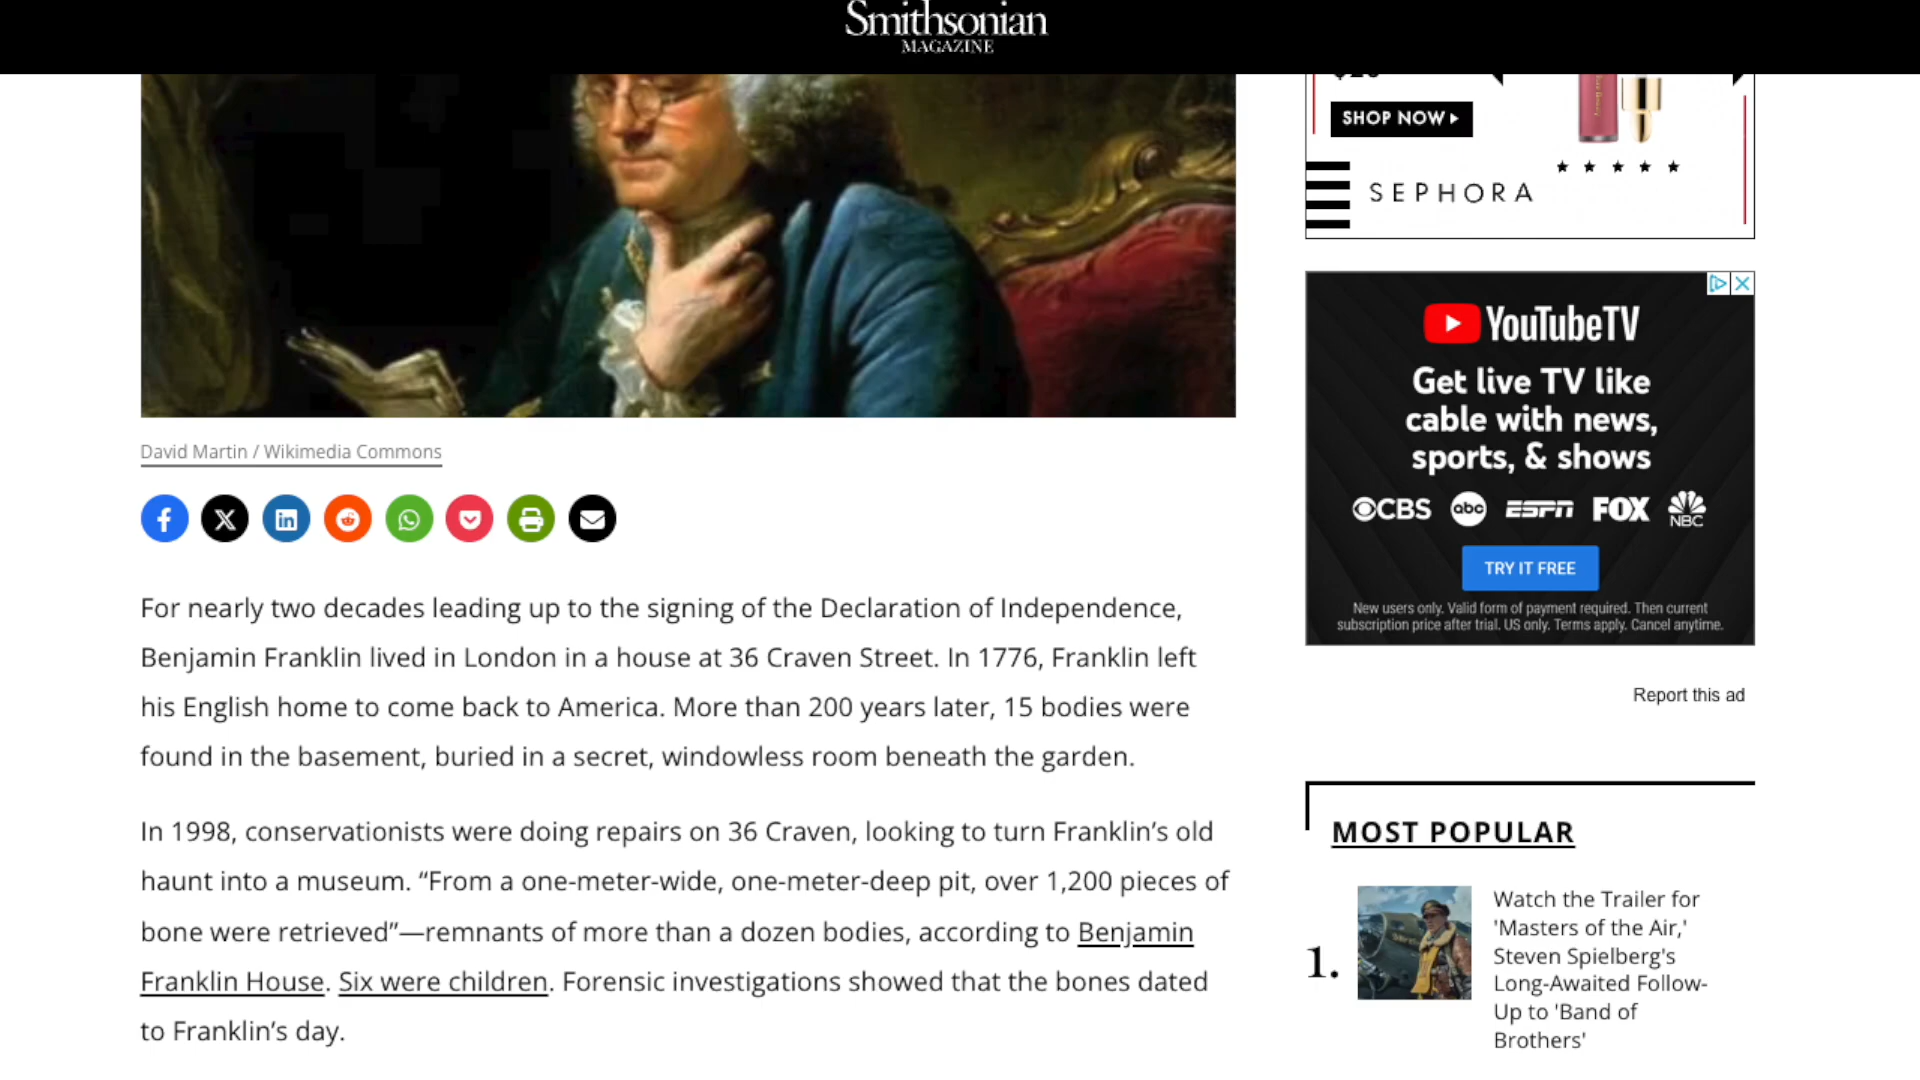 Smithsonian
MAGAZINE
SHOP NOW
SEPHORA
YouTubeTV
Get live TV like
cable with news,
sports, & shows
CBS abc ESPN FOX NBC
TRY IT FREE
New users only. Valid form of payment required. Then current
subscription price after trial. US only. Terms apply. Cancel anytime.
Report this ad
David Martin / Wikimedia Commons
For nearly two decades leading up to the signing of the Declaration of Independence,
Benjamin Franklin lived in London in a house at 36 Craven Street. In 1776, Franklin left
his English home to come back to America. More than 200 years later, 15 bodies were
found in the basement, buried in a secret, windowless room beneath the garden.
In 1998, conservationists were doing repairs on 36 Craven, looking to turn Franklin’s old
haunt into a museum. “From a one-meter-wide, one-meter-deep pit, over 1,200 pieces of
bone were retrieved”—remnants of more than a dozen bodies, according to Benjamin
Franklin House. Six were children. Forensic investigations showed that the bones dated
to Franklin’s day.
MOST POPULAR
1.
Watch the Trailer for
'Masters of the Air,'
Steven Spielberg's
Long-Awaited Follow-
Up to 'Band of
Brothers'